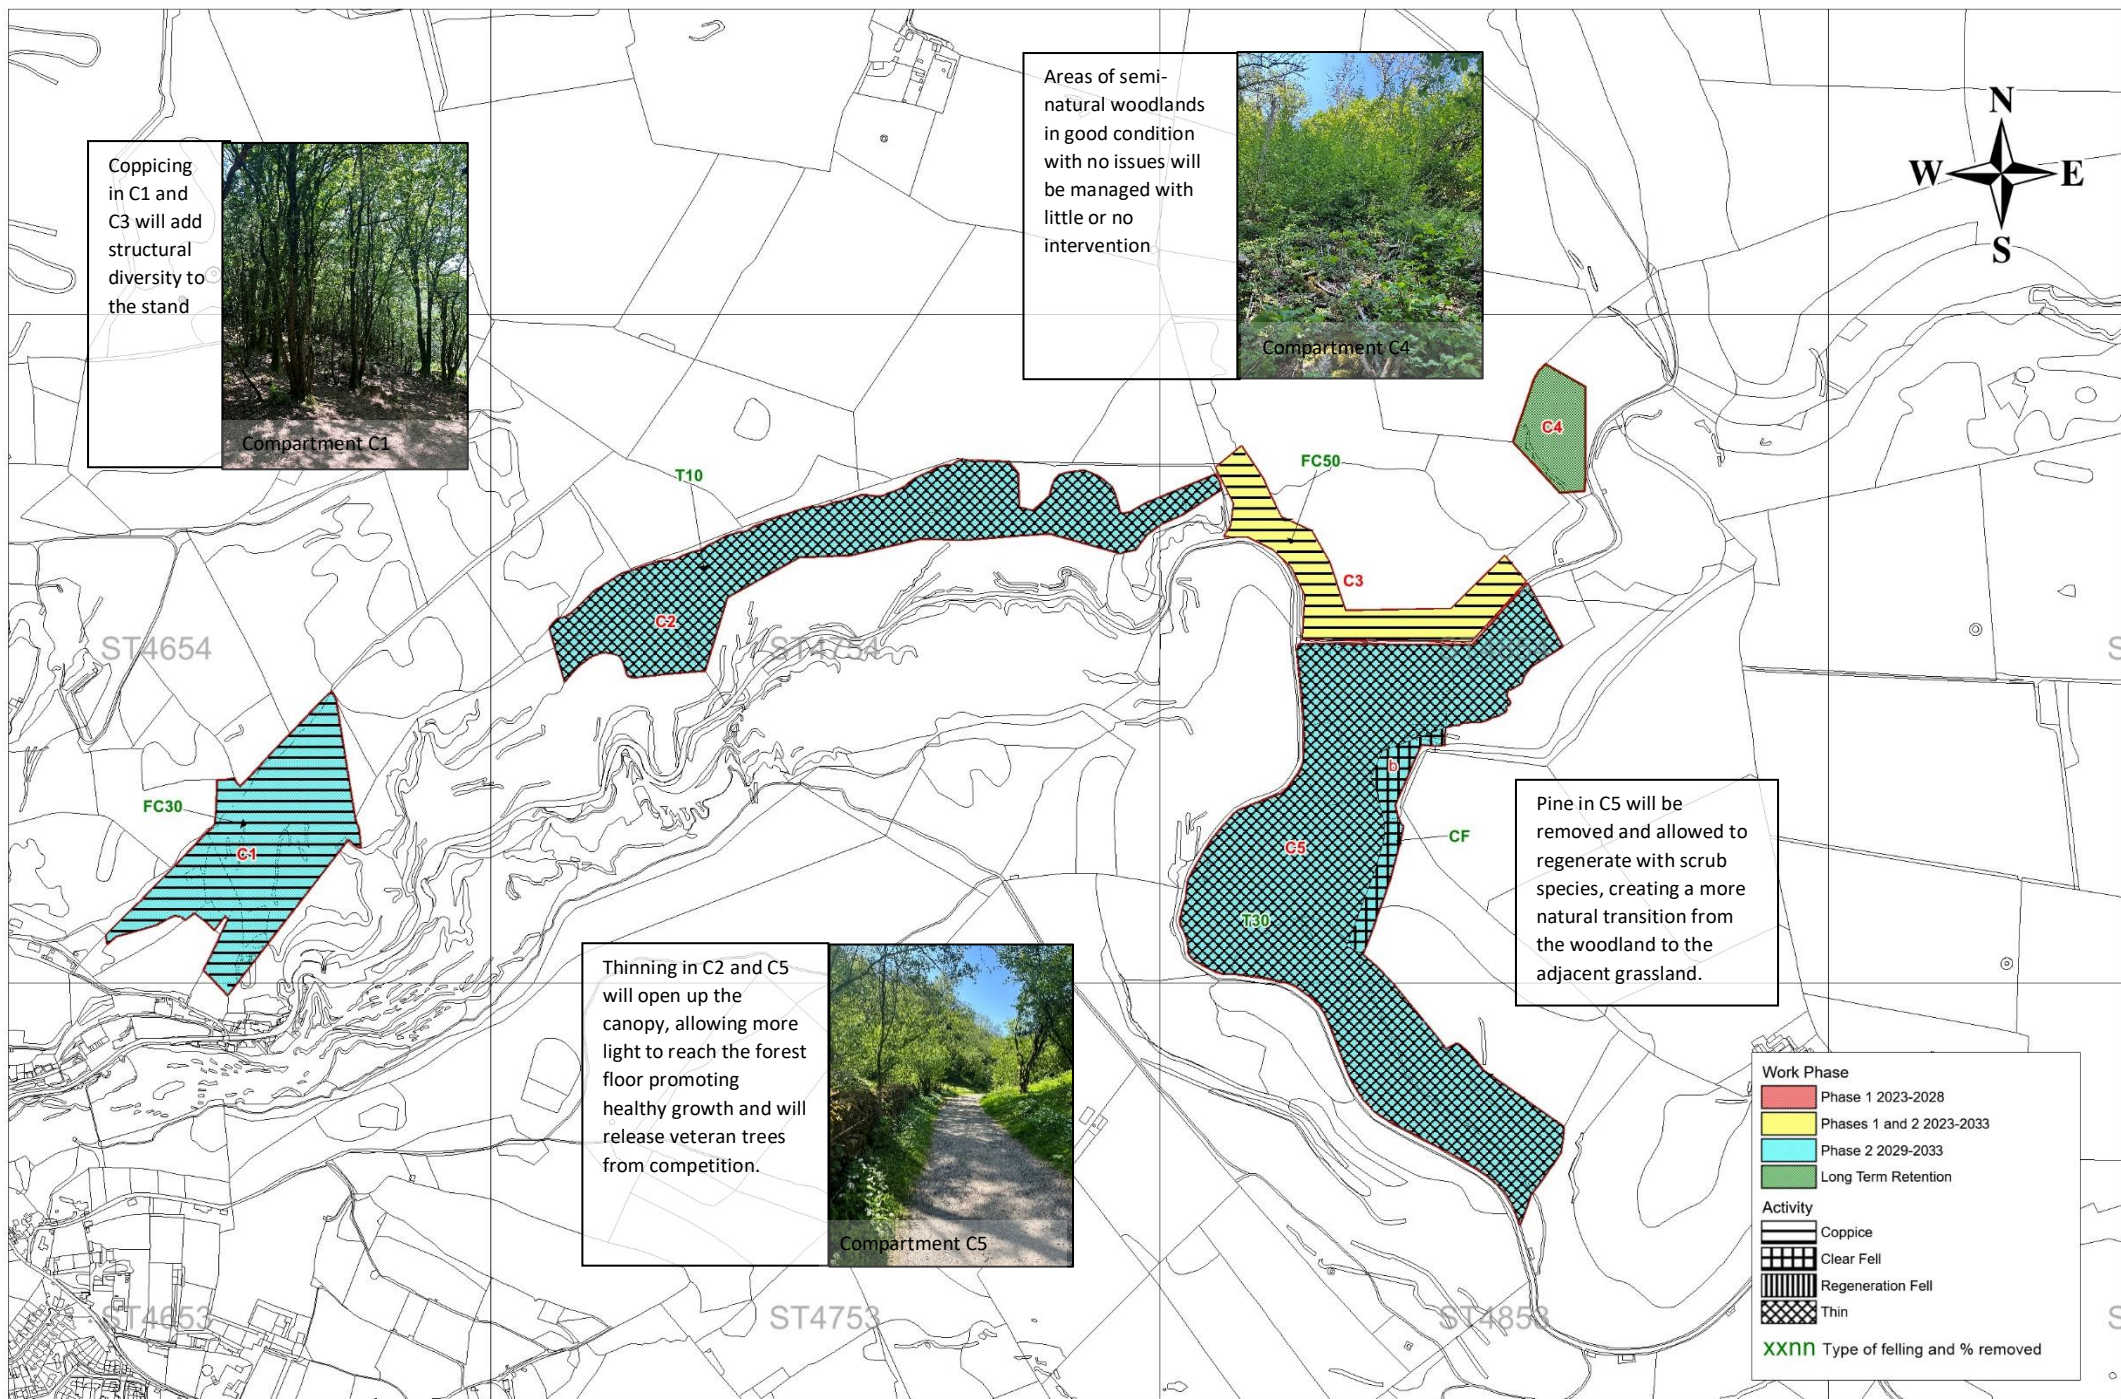 Coppicing
in C1 and
C3 will add
structural
diversity to
the stand
Compartment C1
Areas of semi-
natural woodlands
in good condition
with no issues will
be managed with
little or no
intervention
Compartment C4
N
W
E
S
T10
FC50
C4
C3
C2
ST4654
ST4754
FC30
C1
b
CF
C5
T30
Pine in C5 will be
removed and allowed to
regenerate with scrub
species, creating a more
natural transition from
the woodland to the
adjacent grassland.
Thinning in C2 and C5
will open up the
canopy, allowing more
light to reach the forest
floor promoting
healthy growth and will
release veteran trees
from competition.
Compartment C5
ST4653
ST4753
ST4853
Work Phase
Phase 1 2023-2028
Phases 1 and 2 2023-2033
Phase 2 2029-2033
Long Term Retention
Activity
Coppice
Clear Fell
Regeneration Fell
Thin
xxnn Type of felling and % removed